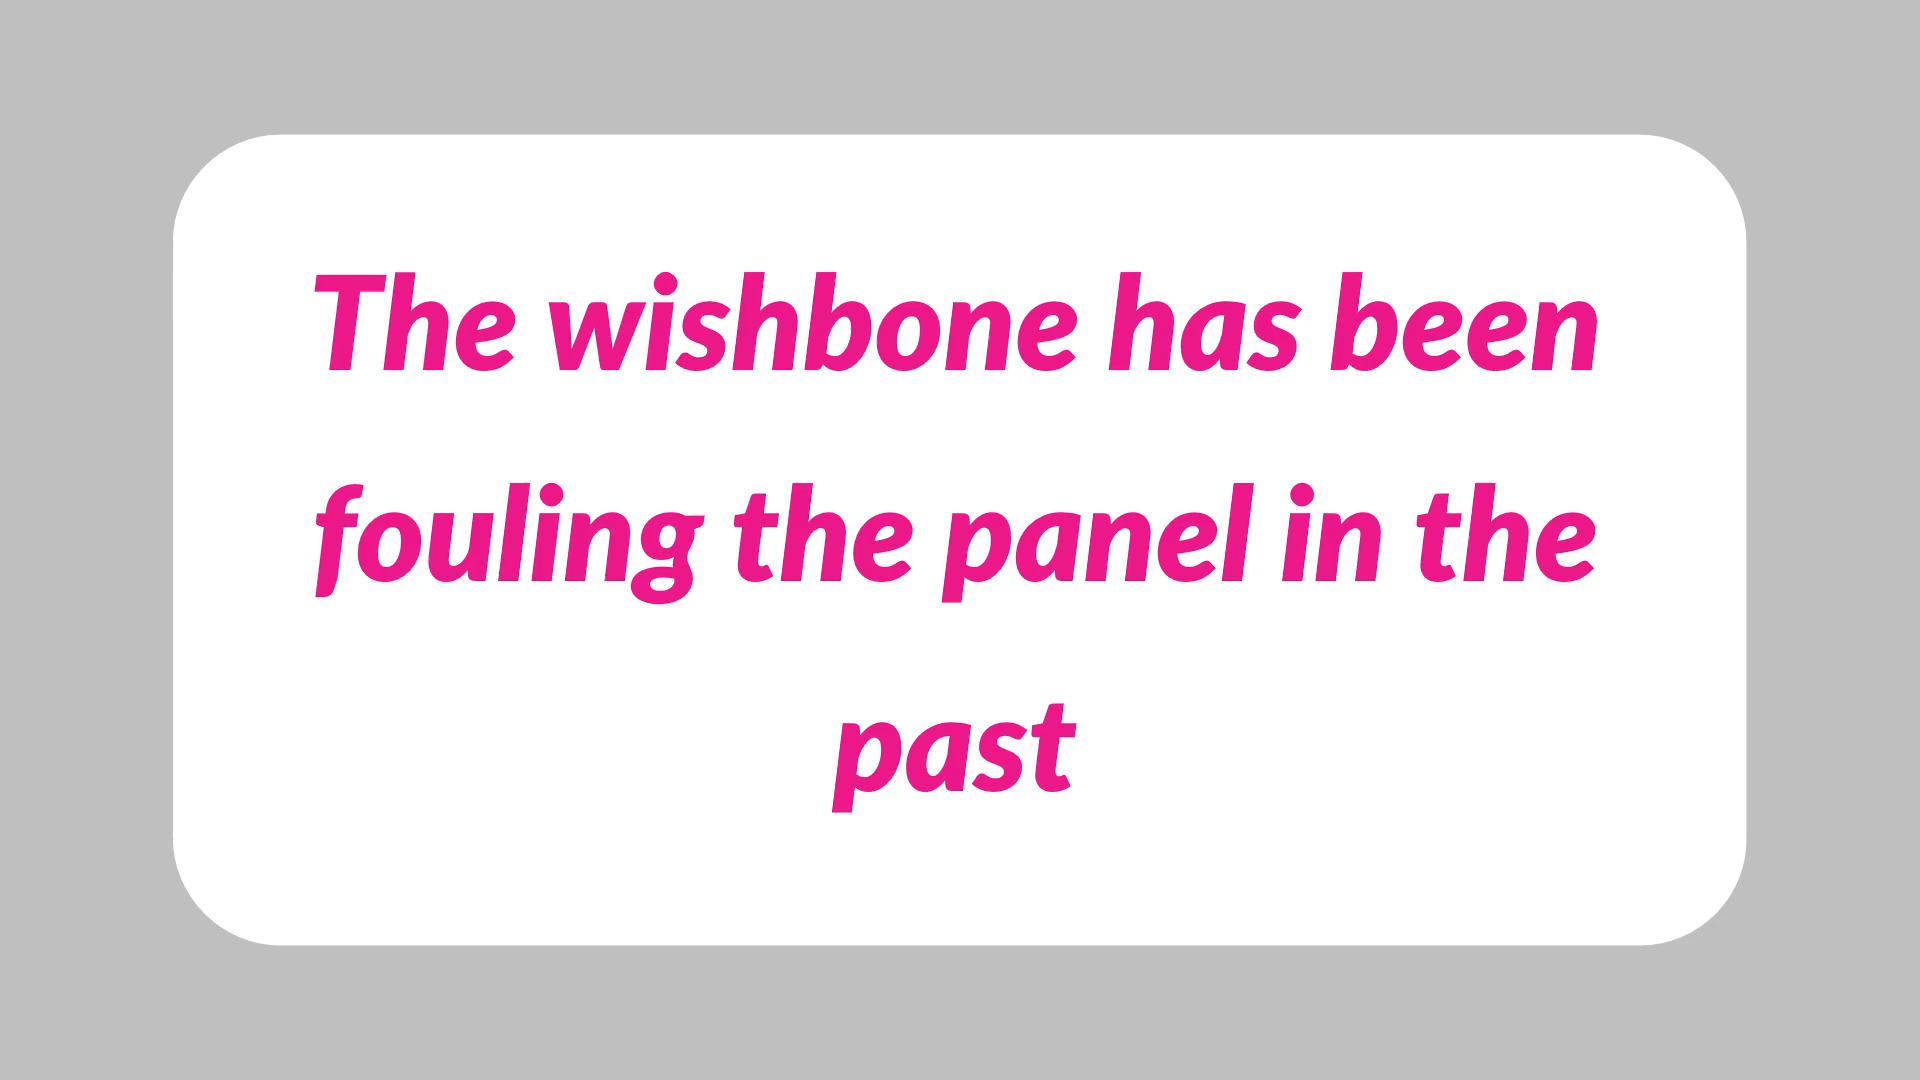 The wishbone has been
fouling the panel in the
past